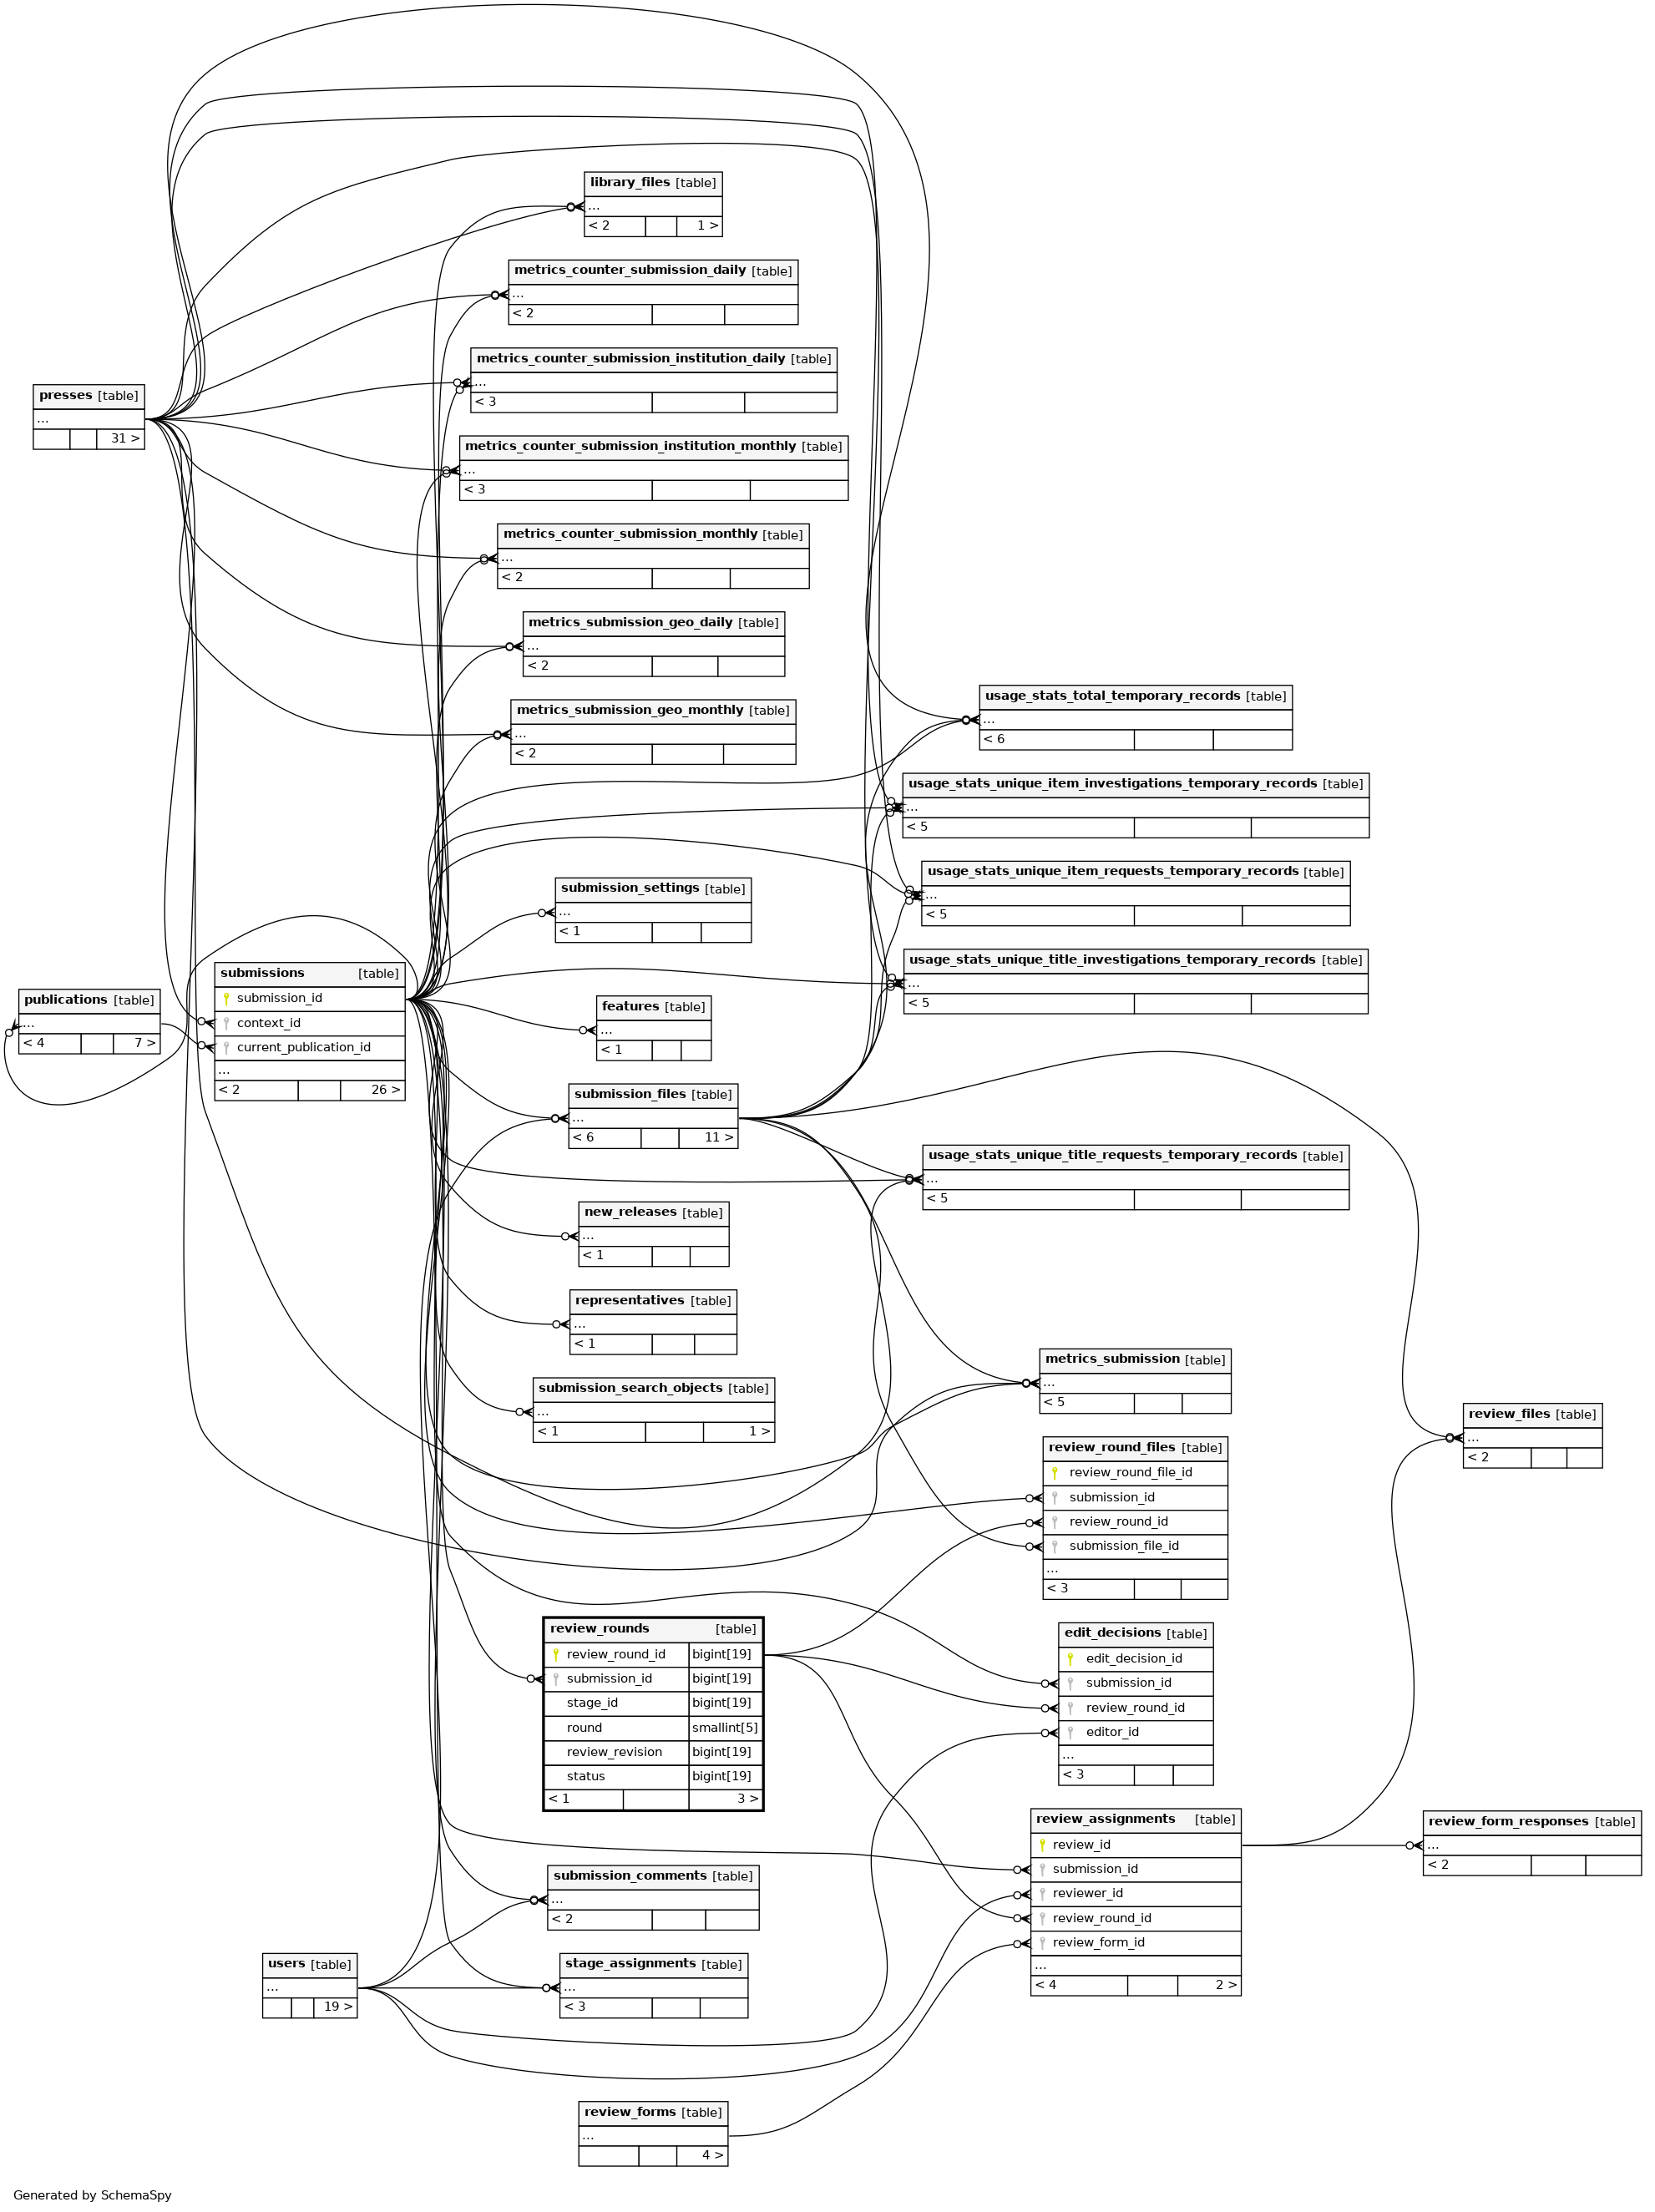 library_files [table]
...
< 2 1 >
metrics_counter_submission_daily [table]
...
< 2
metrics_counter_submission_institution_daily [table]
...
< 3
presses [table]
...
31 >
metrics_counter_submission_institution_monthly [table]
...
< 3
metrics_counter_submission_monthly [table]
...
< 2
metrics_submission_geo_daily [table]
...
< 2
metrics_submission_geo_monthly [table]
...
< 2
usage_stats_total_temporary_records [table]
...
< 6
usage_stats_unique_item_investigations_temporary_records [table]
...
< 5
usage_stats_unique_item_requests_temporary_records [table]
...
< 5
submission_settings [table]
...
< 1
usage_stats_unique_title_investigations_temporary_records [table]
...
< 5
submissions [table]
submission_id
context_id
current_publication_id
...
< 2 26 >
publications [table]
...
< 4 7 >
features [table]
...
< 1
submission_files [table]
...
< 6 11 >
usage_stats_unique_title_requests_temporary_records [table]
...
< 5
new_releases [table]
...
< 1
representatives [table]
...
< 1
submission_search_objects [table]
...
< 1 1 >
metrics_submission [table]
...
< 5
review_files [table]
...
< 2
review_round_files [table]
review_round_file_id
submission_id
review_round_id
submission_file_id
...
< 3
review_rounds [table]
review_round_id bigint[19]
submission_id bigint[19]
stage_id bigint[19]
round smallint[5]
review_revision bigint[19]
status bigint[19]
< 1 3 >
edit_decisions [table]
edit_decision_id
submission_id
review_round_id
editor_id
...
< 3
review_assignments [table]
review_id
submission_id
reviewer_id
review_round_id
review_form_id
...
< 4 2 >
review_form_responses [table]
...
< 2
submission_comments [table]
...
< 2
users [table]
...
19 >
stage_assignments [table]
...
< 3
review_forms [table]
...
4 >
Generated by SchemaSpy